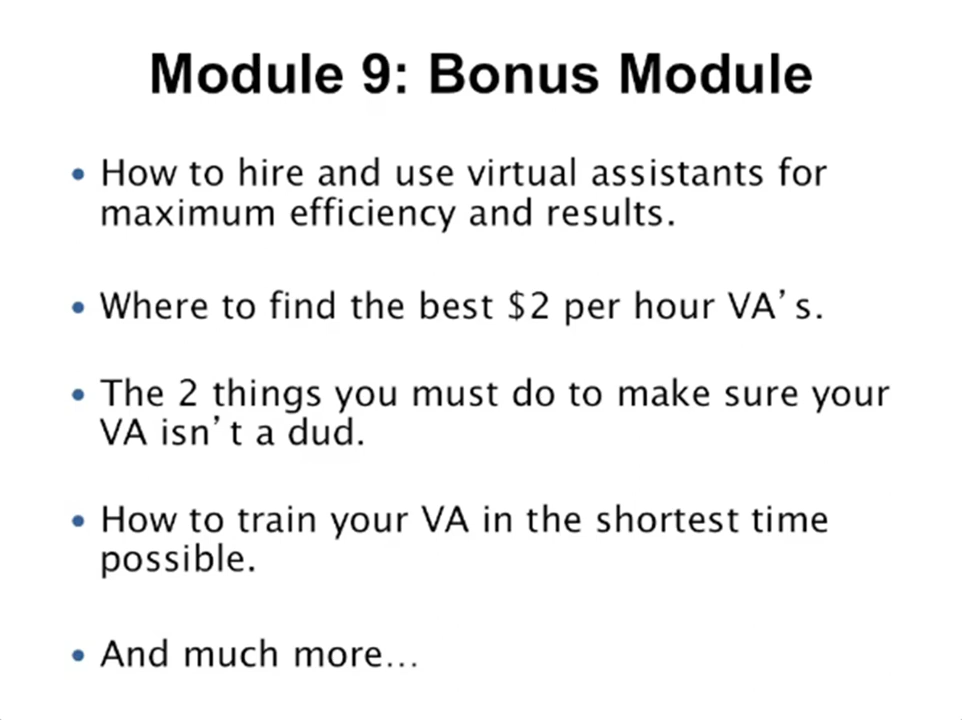 Module 9: Bonus Module
• How to hire and use virtual assistants for
maximum efficiency and results.
• Where to find the best $2 per hour VA’s.
• The 2 things you must do to make sure your
VA isn’t a dud.
• How to train your VA in the shortest time
possible.
• And much more…